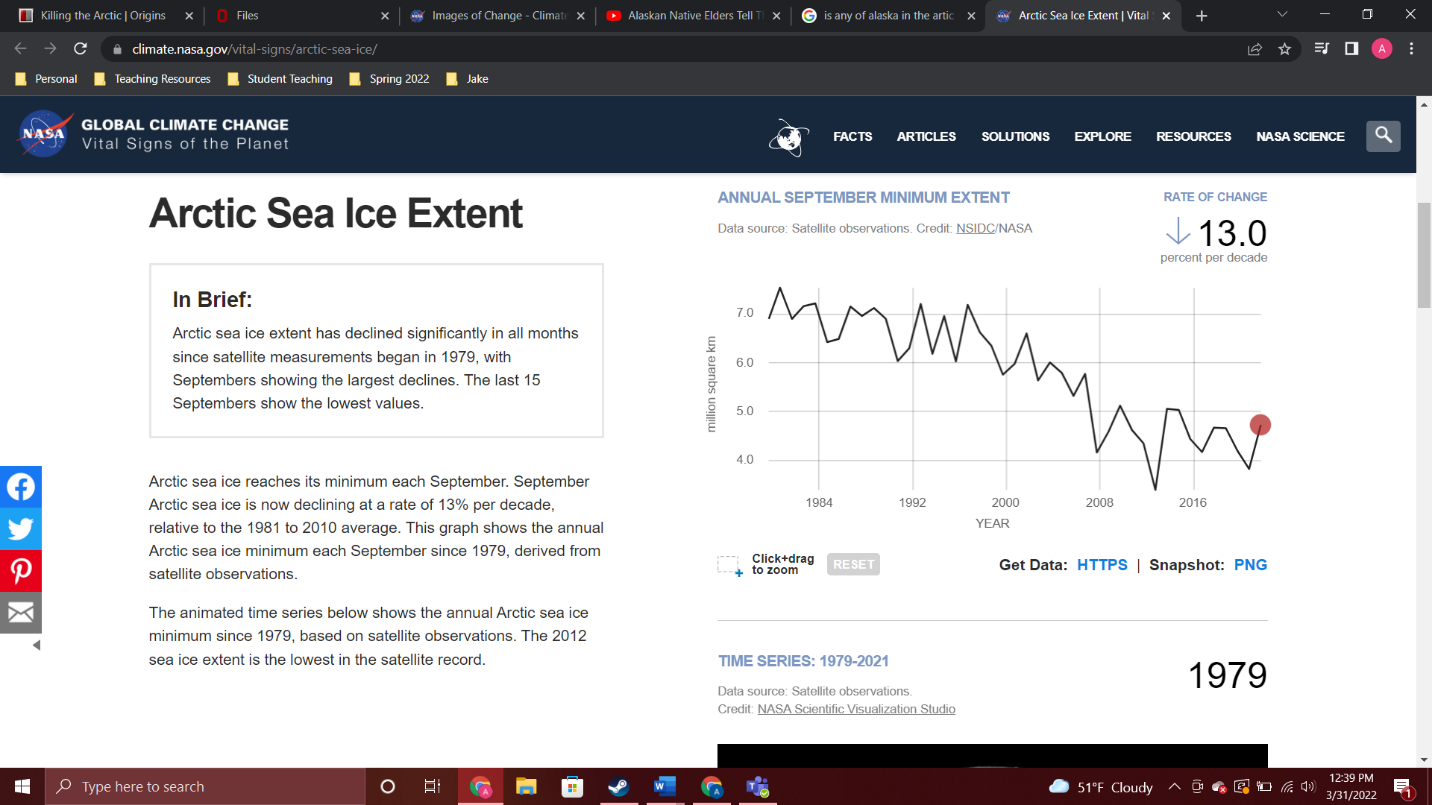 Killing the Arctic | Origins
Files
Images of Change - Climate
Alaskan Native Elders Tell T
is any of alaska in the artic
Arctic Sea Ice Extent | Vital
climate.nasa.gov/vital-signs/arctic-sea-ice/
A
Personal
Teaching Resources
Student Teaching
Spring 2022
Jake
NASA
GLOBAL CLIMATE CHANGE
Vital Signs of the Planet
FACTS
ARTICLES
SOLUTIONS
EXPLORE
RESOURCES
NASA SCIENCE
Arctic Sea Ice Extent
In Brief:
Arctic sea ice extent has declined significantly in all months
since satellite measurements began in 1979, with
Septembers showing the largest declines. The last 15
Septembers show the lowest values.
Arctic sea ice reaches its minimum each September. September
Arctic sea ice is now declining at a rate of 13% per decade,
relative to the 1981 to 2010 average. This graph shows the annual
Arctic sea ice minimum each September since 1979, derived from
satellite observations.
The animated time series below shows the annual Arctic sea ice
minimum since 1979, based on satellite observations. The 2012
sea ice extent is the lowest in the satellite record.
ANNUAL SEPTEMBER MINIMUM EXTENT
Data source: Satellite observations. Credit: NSIDC/NASA
RATE OF CHANGE
↓ 13.0
percent per decade
million square km
7.0
6.0
5.0
4.0
1984
1992
2000
2008
2016
YEAR
Click+drag
to zoom
RESET
Get Data: HTTPS | Snapshot: PNG
TIME SERIES: 1979-2021
1979
Data source: Satellite observations.
Credit: NASA Scientific Visualization Studio
Type here to search
51°F Cloudy
12:39 PM
3/31/2022
1